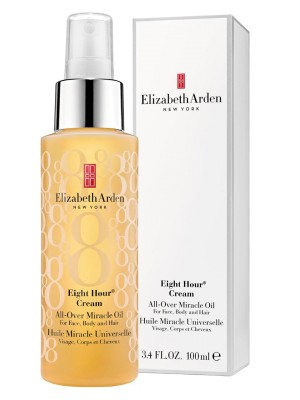 Elizabeth Arden
NEW YORK
Eight Hour®
Cream
All-Over Miracle Oil
For Face, Body and Hair
Huile Miracle Universelle
Visage, Corps et Cheveux
Elizabeth Arden
NEW YORK
Eight Hour®
Cream
All-Over Miracle Oil
For Face, Body and Hair
Huile Miracle Universelle
Visage, Corps et Cheveux
3.4 FL.OZ. 100ml℮